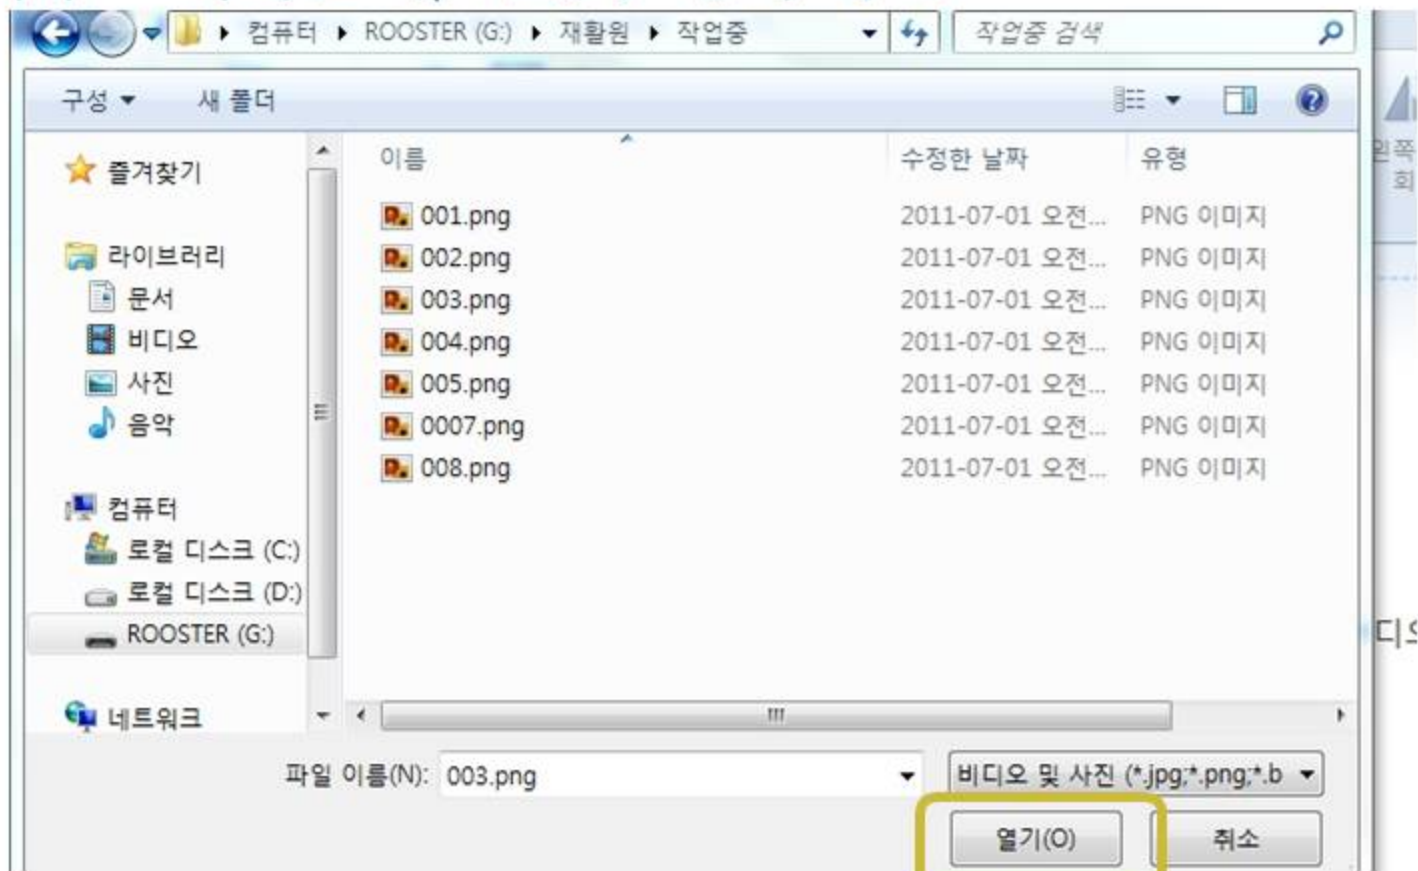 컴퓨터 ▶ ROOSTER (G:) ▶ 재활원 ▶ 작업중
작업중 검색
구성
새 폴더
즐겨찾기
라이브러리
문서
비디오
사진
음악
컴퓨터
로컬 디스크 (C:)
로컬 디스크 (D:)
ROOSTER (G:)
네트워크
이름 수정한 날짜 유형
001.png 2011-07-01 오전... PNG 이미지
002.png 2011-07-01 오전... PNG 이미지
003.png 2011-07-01 오전... PNG 이미지
004.png 2011-07-01 오전... PNG 이미지
005.png 2011-07-01 오전... PNG 이미지
0007.png 2011-07-01 오전... PNG 이미지
008.png 2011-07-01 오전... PNG 이미지
파일 이름(N): 003.png
비디오 및 사진 (*.jpg;*.png;*.b
열기(O)
취소
왼쪽
회